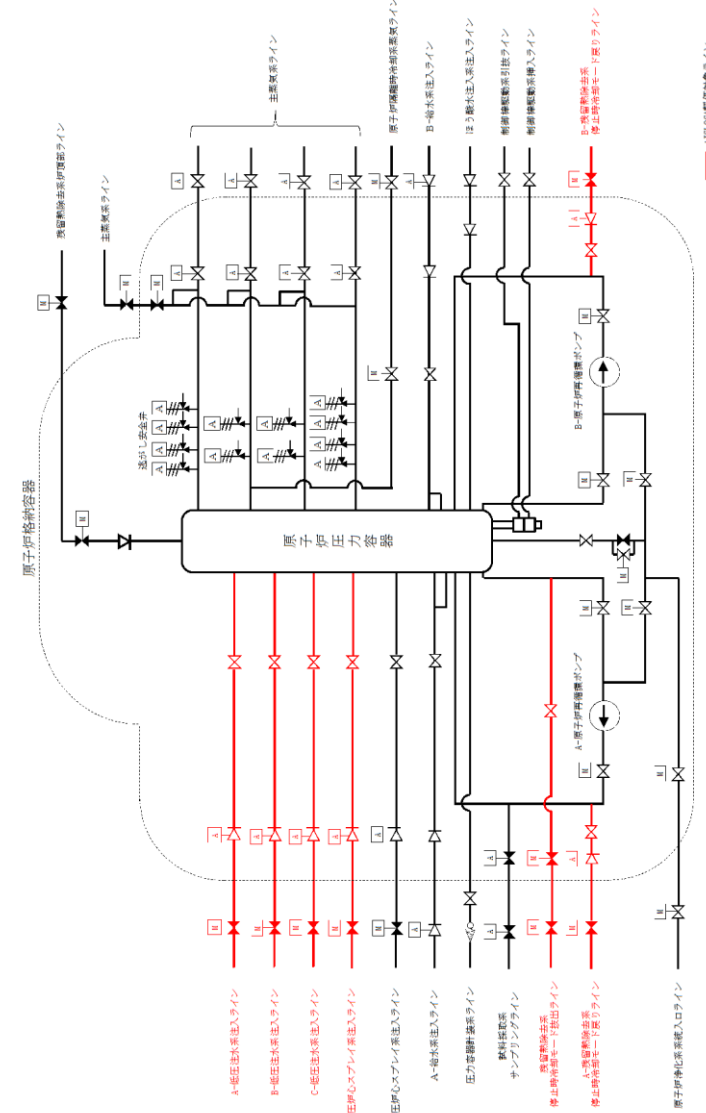 原子炉格納容器
残留熱除去系炉頂部ライン
主蒸気系ライン
主蒸気系ライン
原子炉隔離時冷却系蒸気ライン
B-給水系注入ライン
ほう酸水注入系注入ライン
制御棒駆動系引抜ライン
制御棒駆動系挿入ライン
B-残留熱除去系
停止時冷却モード戻りライン
逃がし安全弁
原子炉圧力容器
B-原子炉再循環ポンプ
A-原子炉再循環ポンプ
A-低圧注水系注入ライン
B-低圧注水系注入ライン
C-低圧注水系注入ライン
圧炉心スプレイ系注入ライン
圧炉心スプレイ系注入ライン
A-給水系注入ライン
圧力容器計装系ライン
試料採取系
サンプリングライン
残留熱除去系
停止時冷却モード抜出ライン
A-残留熱除去系
停止時冷却モード戻りライン
原子炉浄化系系統入口ライン